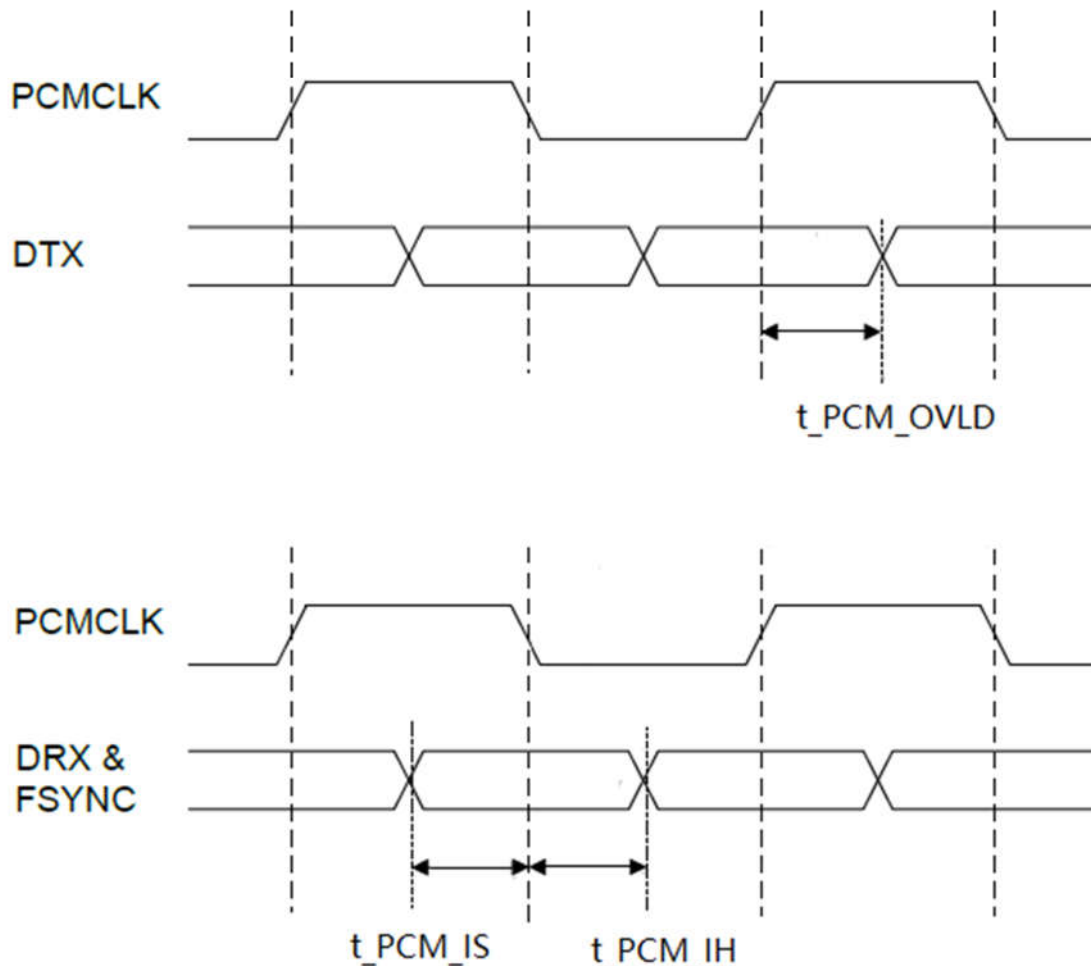 PCMCLK
DTX
t_PCM_OVLD
PCMCLK
DRX &
FSYNC
t_PCM_IS
t PCM IH